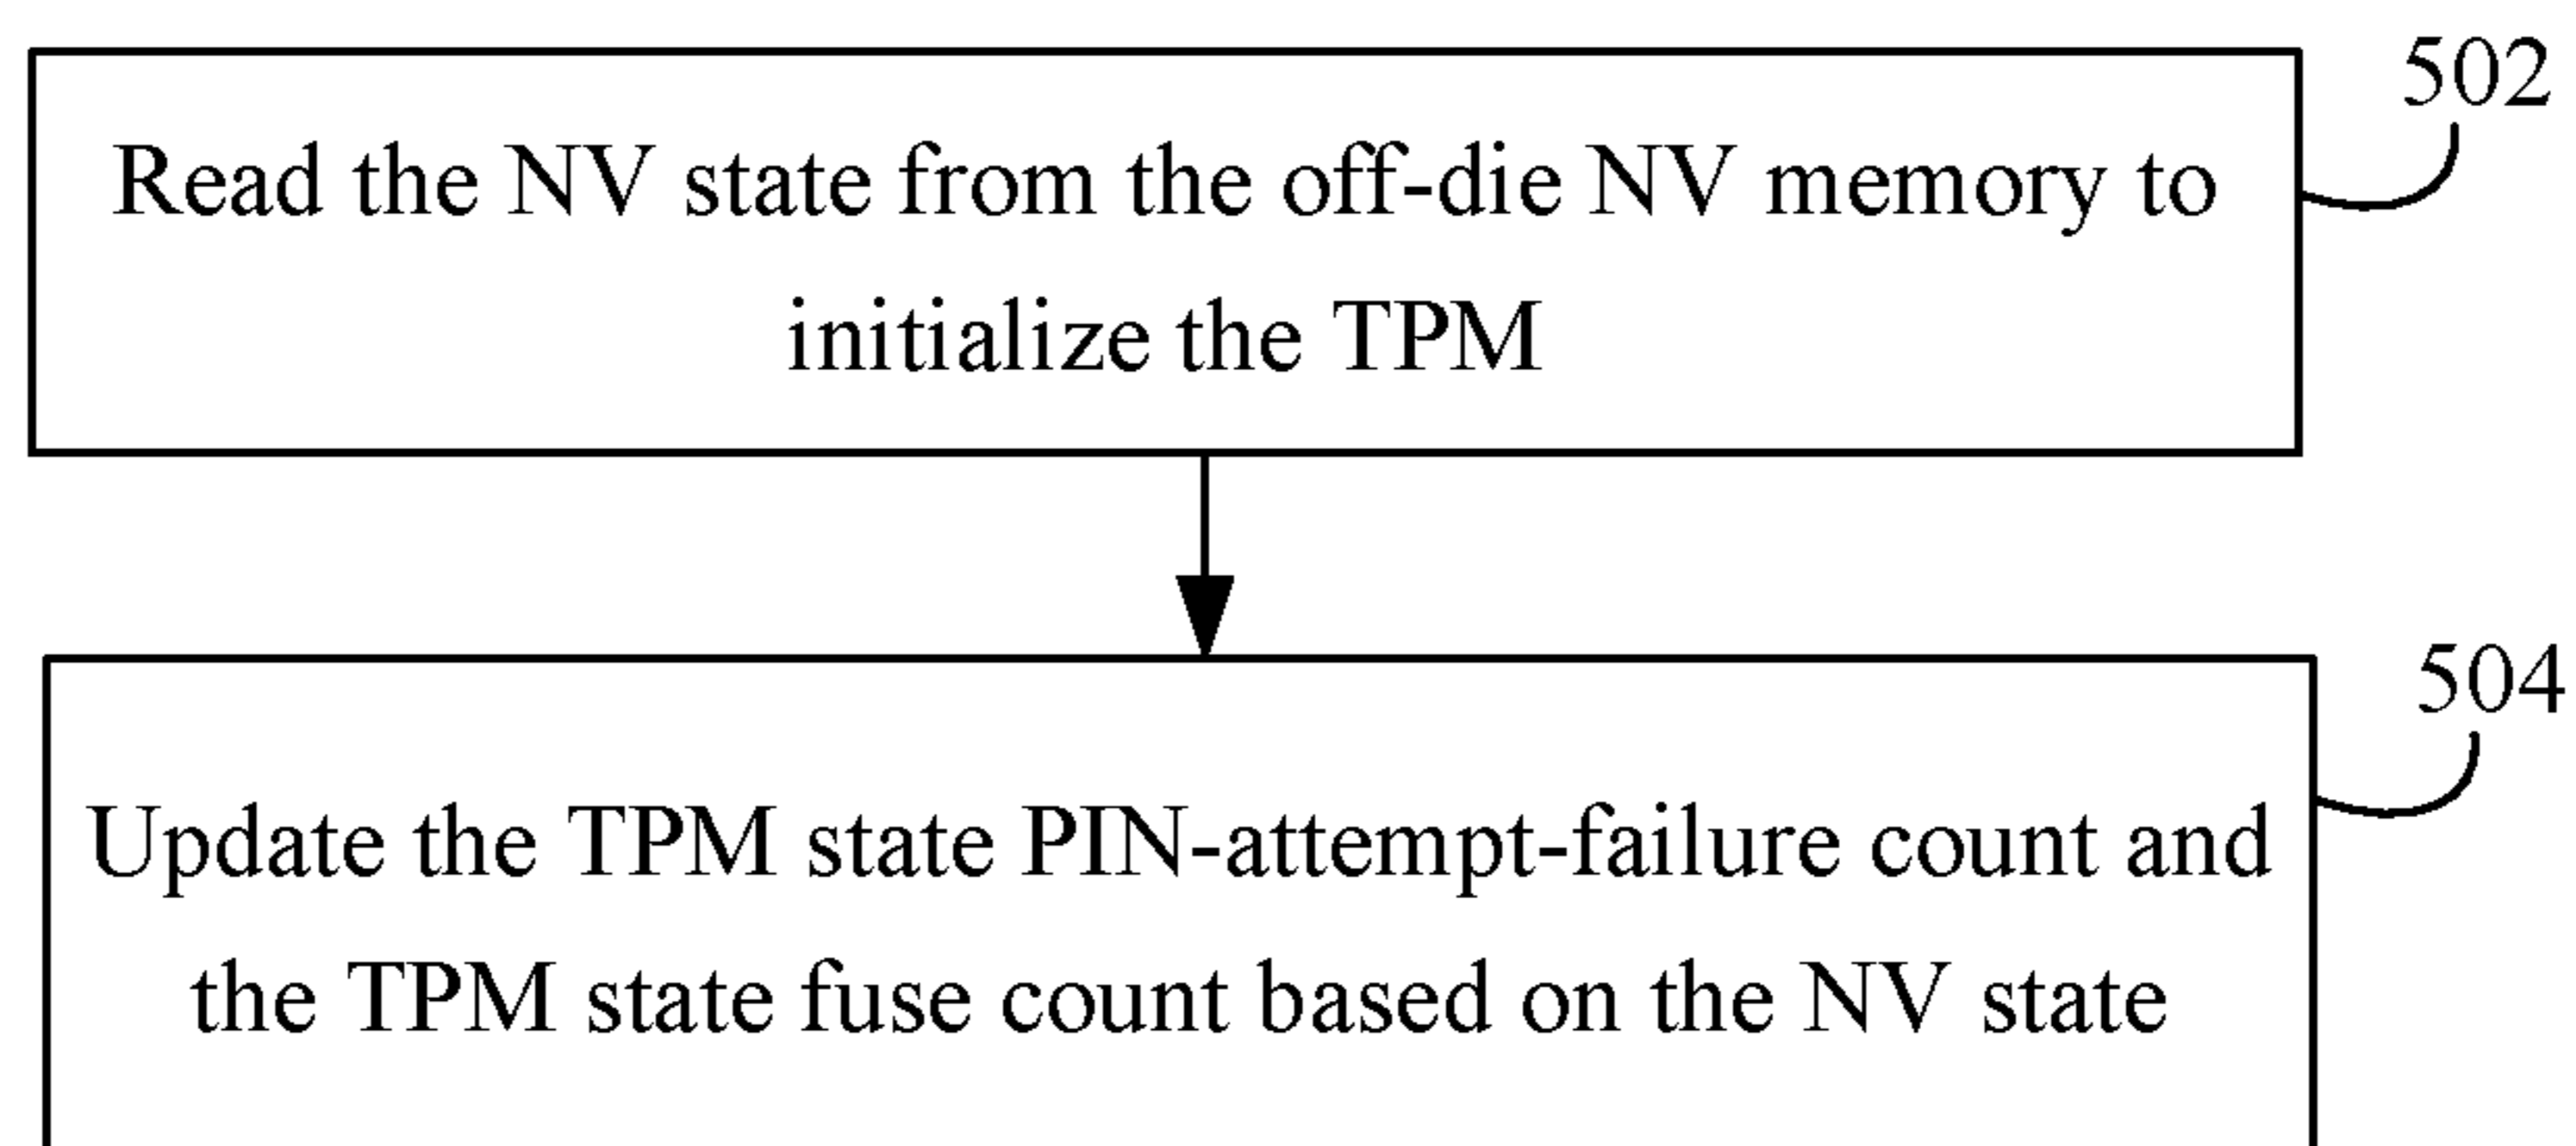 502
Read the NV state from the off-die NV memory to
initialize the TPM
504
Update the TPM state PIN-attempt-failure count and
the TPM state fuse count based on the NV state